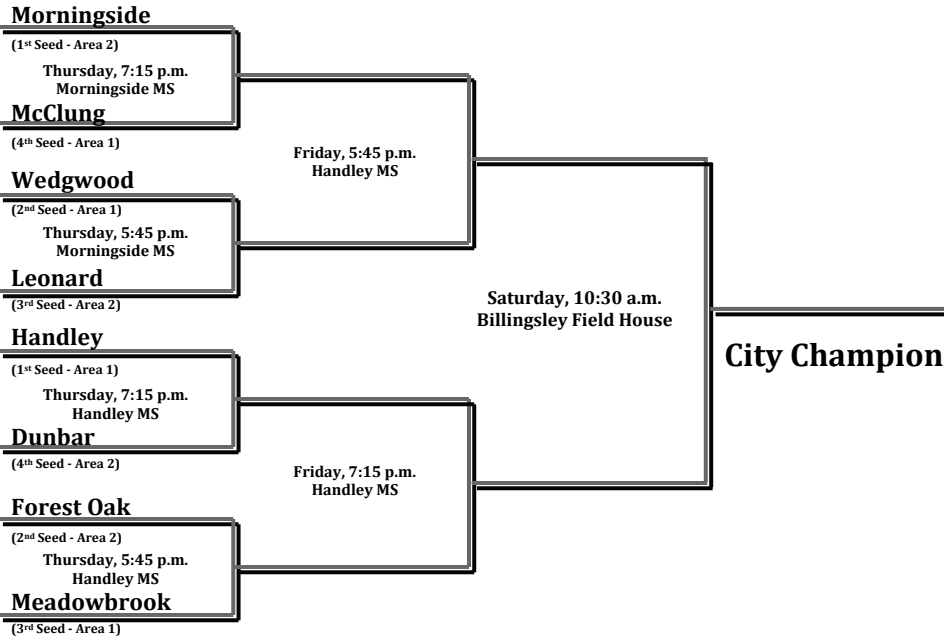 Morningside
(1st Seed - Area 2)
Thursday, 7:15 p.m.
Morningside MS
McClung
(4th Seed - Area 1)
Friday, 5:45 p.m.
Handley MS
Wedgwood
(2nd Seed - Area 1)
Thursday, 5:45 p.m.
Morningside MS
Leonard
(3rd Seed - Area 2)
Saturday, 10:30 a.m.
Billingsley Field House
City Champion
Handley
(1st Seed - Area 1)
Thursday, 7:15 p.m.
Handley MS
Dunbar
(4th Seed - Area 2)
Friday, 7:15 p.m.
Handley MS
Forest Oak
(2nd Seed - Area 2)
Thursday, 5:45 p.m.
Handley MS
Meadowbrook
(3rd Seed - Area 1)